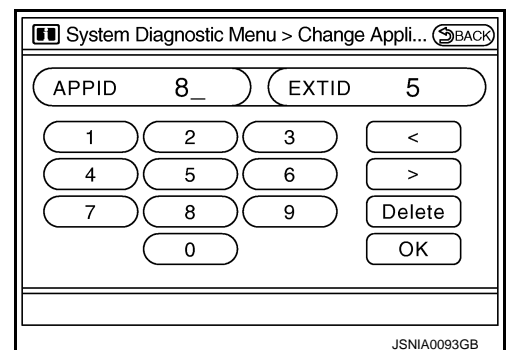 i System Diagnostic Menu > Change Appli... BACK
APPID 8_ EXTID 5
1 2 3 <
4 5 6 >
7 8 9 Delete
0 OK
JSNIA0093GB